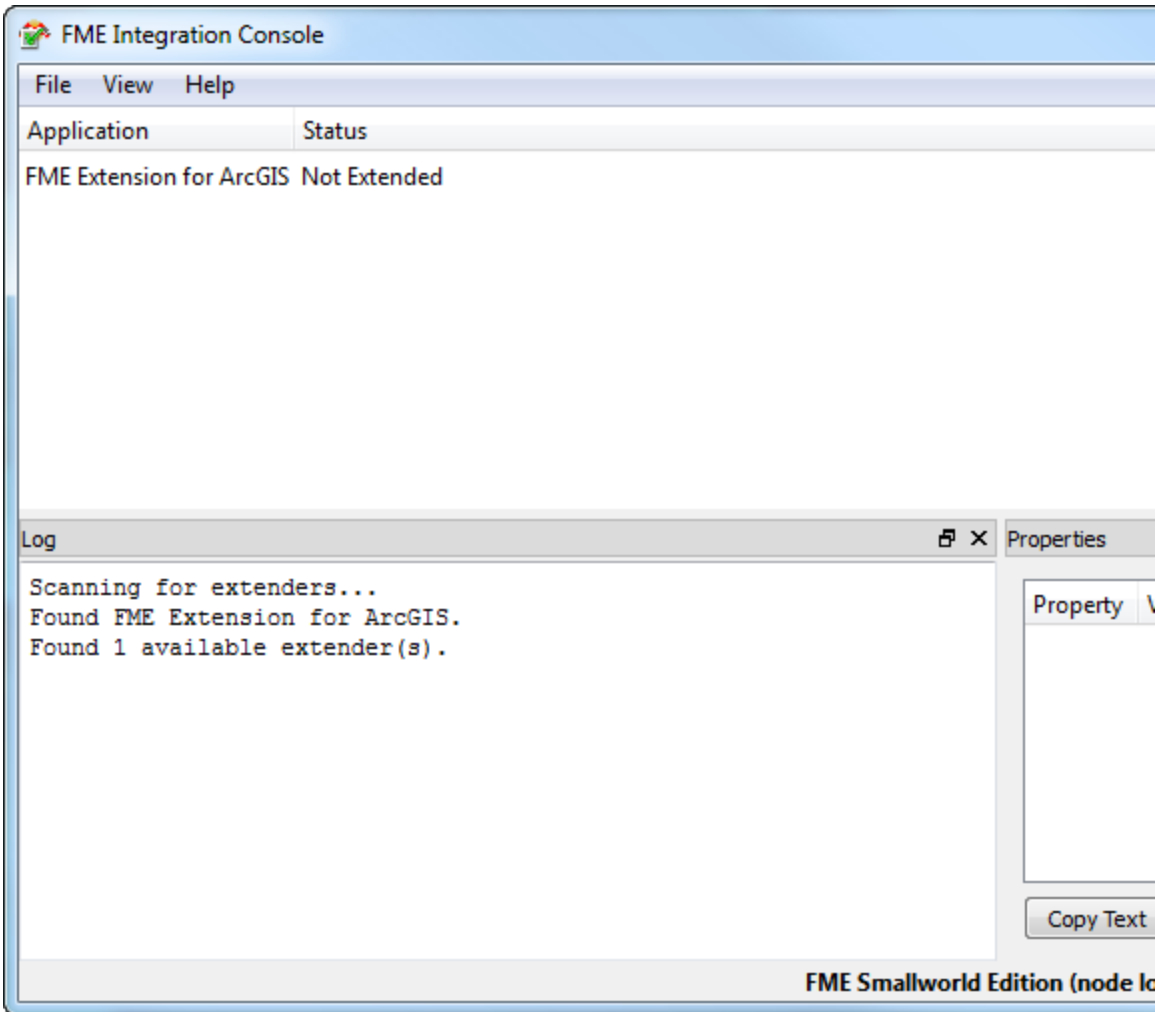 FME Integration Console
File View Help
Application Status
FME Extension for ArcGIS Not Extended
Log
Scanning for extenders...
Found FME Extension for ArcGIS.
Found 1 available extender(s).
Properties
Property
Copy Text
FME Smallworld Edition (node